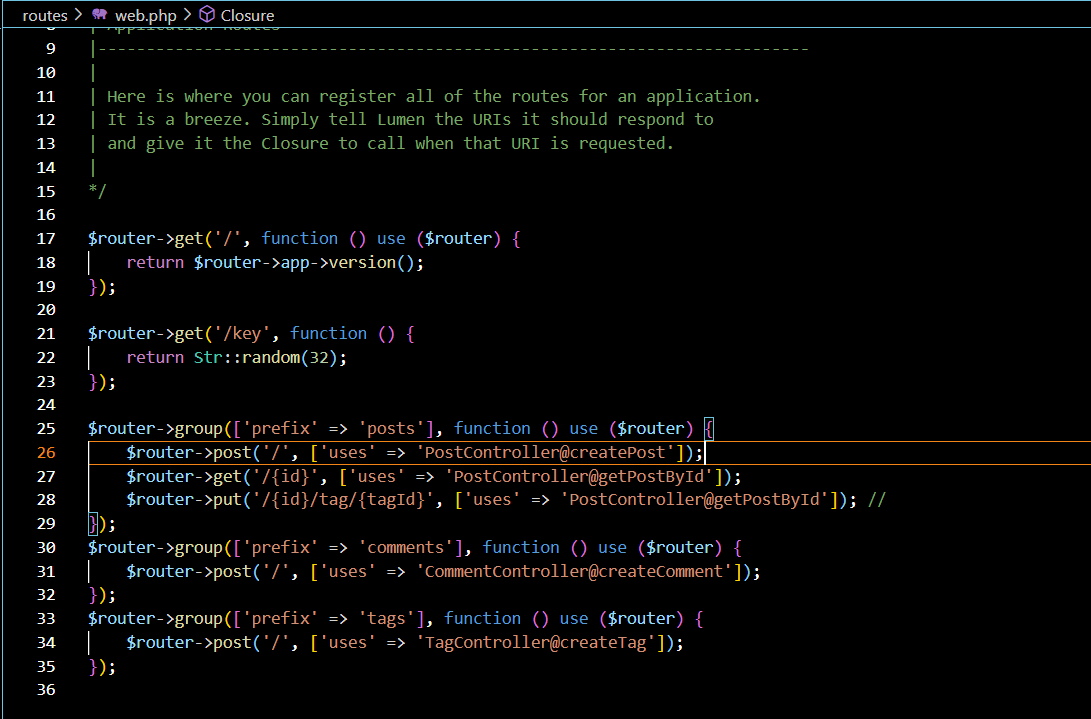 routes > web.php > Closure
8 | Application Routes
9 |--------------------------------------------------------------------------
10 |
11 | Here is where you can register all of the routes for an application.
12 | It is a breeze. Simply tell Lumen the URIs it should respond to
13 | and give it the Closure to call when that URI is requested.
14 |
15 */
16
17 $router->get('/', function () use ($router) {
18     return $router->app->version();
19 });
20
21 $router->get('/key', function () {
22     return Str::random(32);
23 });
24
25 $router->group(['prefix' => 'posts'], function () use ($router) {
26     $router->post('/', ['uses' => 'PostController@createPost']);
27     $router->get('/{id}', ['uses' => 'PostController@getPostById']);
28     $router->put('/{id}/tag/{tagId}', ['uses' => 'PostController@getPostById']); //
29 });
30 $router->group(['prefix' => 'comments'], function () use ($router) {
31     $router->post('/', ['uses' => 'CommentController@createComment']);
32 });
33 $router->group(['prefix' => 'tags'], function () use ($router) {
34     $router->post('/', ['uses' => 'TagController@createTag']);
35 });
36